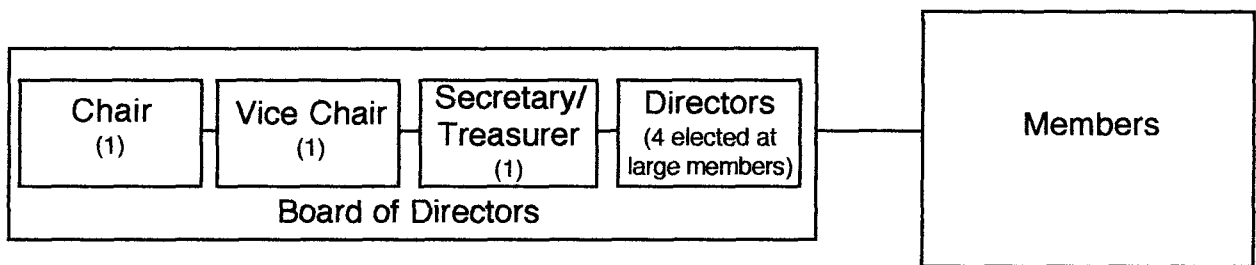 Chair
(1)
Vice Chair
(1)
Secretary/
Treasurer
(1)
Directors
(4 elected at
large members)
Board of Directors
Members